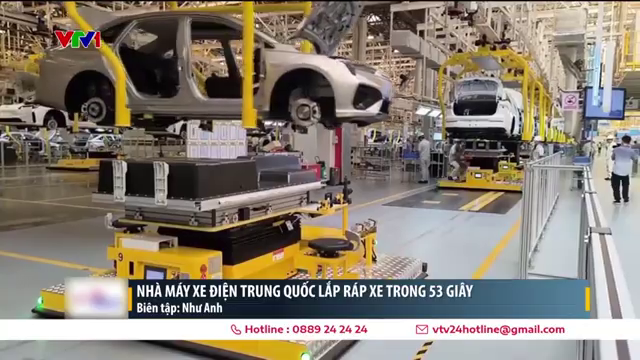 VTV1
9
NHÀ MÁY XE ĐIỆN TRUNG QUỐC LẮP RÁP XE TRONG 53 GIÂY
Biên tập: Như Anh
Hotline : 0889 24 24 24
vtv24hotline@gmail.com